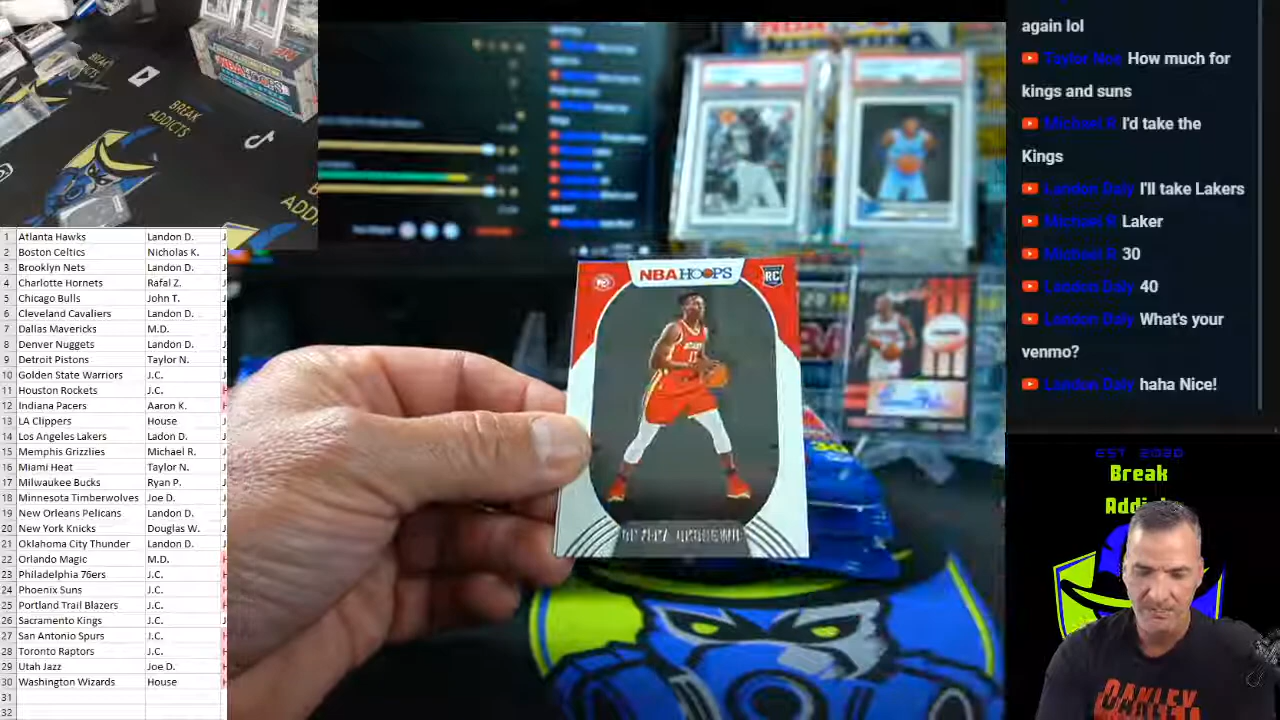 BREAK
ADDICTS
NBA HOOPS
1 Atlanta Hawks Landon D.
2 Boston Celtics Nicholas K.
3 Brooklyn Nets Landon D.
4 Charlotte Hornets Rafal Z.
5 Chicago Bulls John T.
6 Cleveland Cavaliers Landon D.
7 Dallas Mavericks M.D.
8 Denver Nuggets Landon D.
9 Detroit Pistons Taylor N.
10 Golden State Warriors J.C.
11 Houston Rockets J.C.
12 Indiana Pacers Aaron K.
13 LA Clippers House
14 Los Angeles Lakers Ladon D.
15 Memphis Grizzlies Michael R.
16 Miami Heat Taylor N.
17 Milwaukee Bucks Ryan P.
18 Minnesota Timberwolves Joe D.
19 New Orleans Pelicans Landon D.
20 New York Knicks Douglas W.
21 Oklahoma City Thunder Landon D.
22 Orlando Magic M.D.
23 Philadelphia 76ers J.C.
24 Phoenix Suns J.C.
25 Portland Trail Blazers J.C.
26 Sacramento Kings J.C.
27 San Antonio Spurs J.C.
28 Toronto Raptors J.C.
29 Utah Jazz Joe D.
30 Washington Wizards House
31
32
NBA HOOPS
RC
again lol
Taylor Noe How much for
kings and suns
Michael R I'd take the
Kings
Landon Daly I'll take Lakers
Michael R Laker
Michael R 30
Landon Daly 40
Landon Daly What's your
venmo?
Landon Daly haha Nice!
EST 2020
Break
OAKLEY